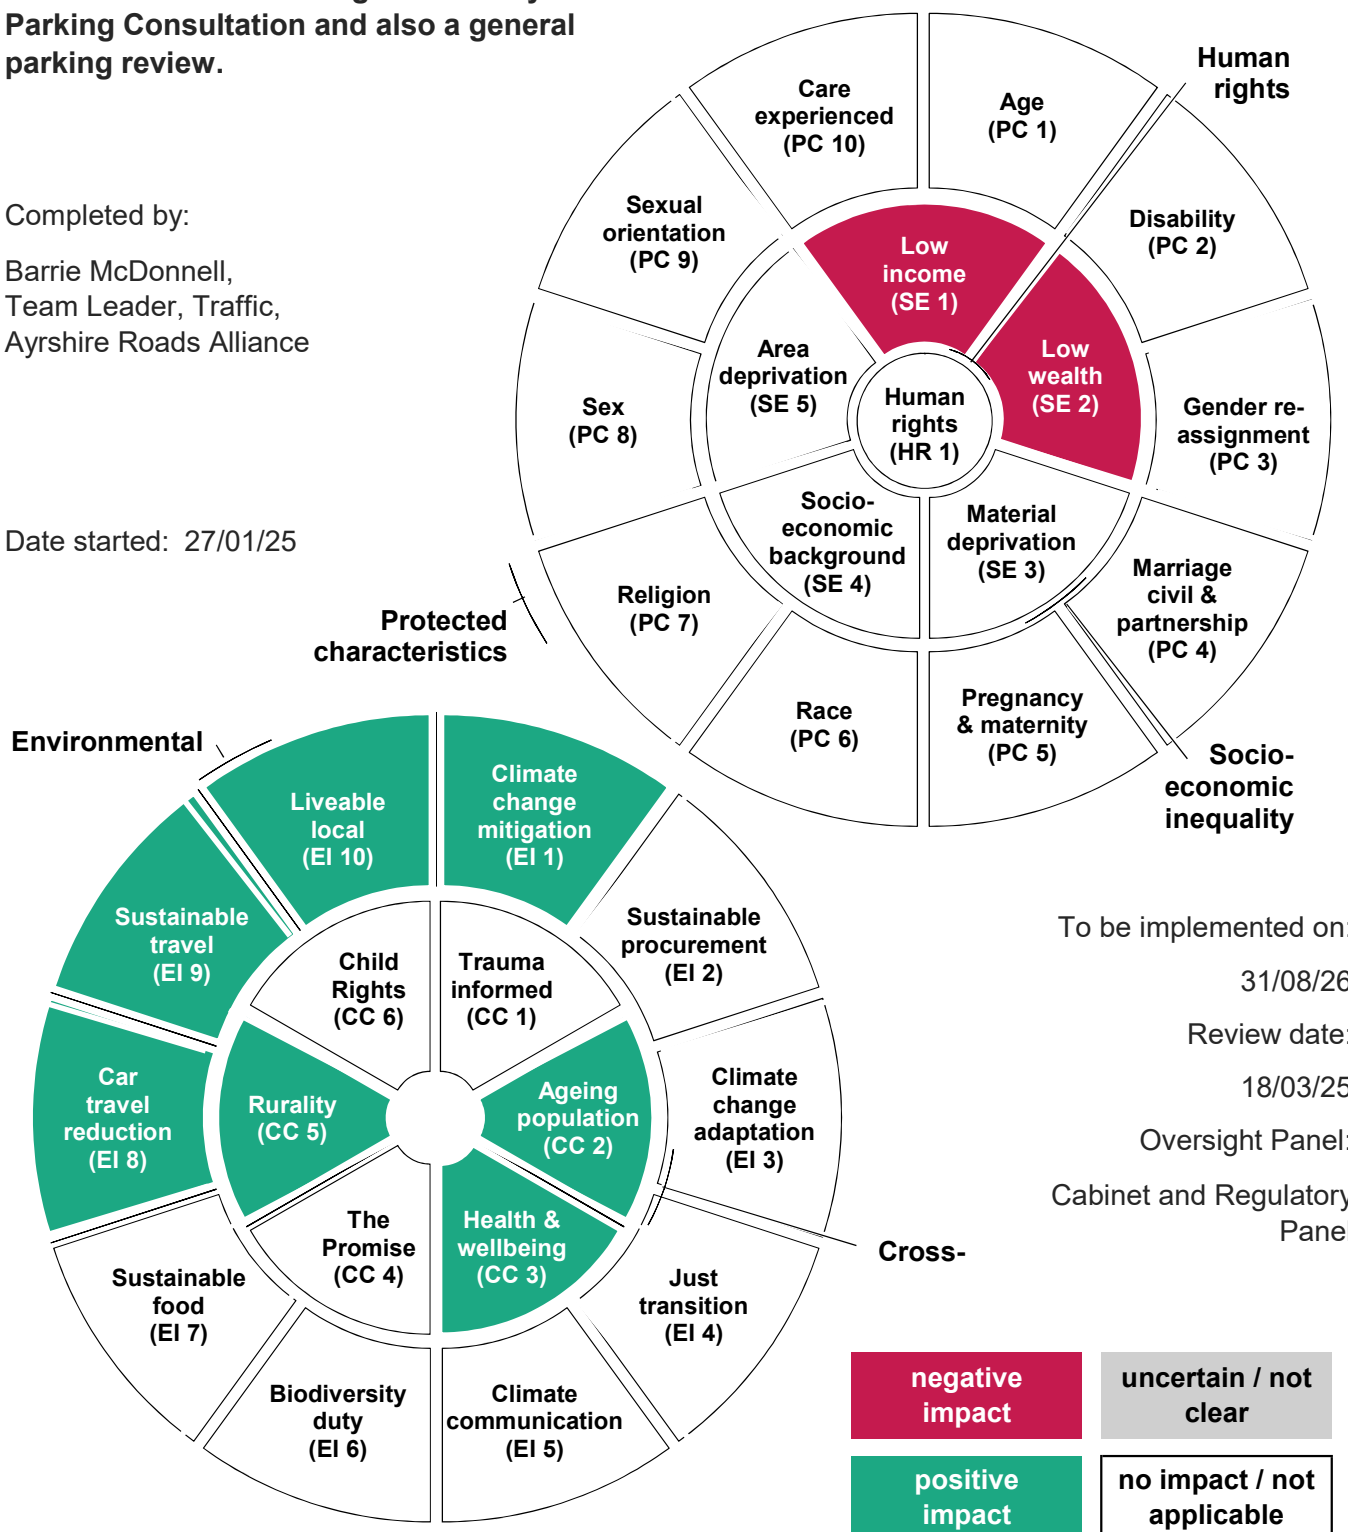 Parking Consultation and also a general
parking review.
Completed by:
Barrie McDonnell,
Team Leader, Traffic,
Ayrshire Roads Alliance
Date started: 27/01/25
Human
rights
Care
experienced
(PC 10)
Age
(PC 1)
Sexual
orientation
(PC 9)
Disability
(PC 2)
Low
income
(SE 1)
Area
deprivation
(SE 5)
Low
wealth
(SE 2)
Human
rights
(HR 1)
Sex
(PC 8)
Gender re-
assignment
(PC 3)
Socio-
economic
background
(SE 4)
Material
deprivation
(SE 3)
Religion
(PC 7)
Marriage
civil &
partnership
(PC 4)
Race
(PC 6)
Pregnancy
& maternity
(PC 5)
Protected
characteristics
Socio-
economic
inequality
Environmental
Liveable
local
(EI 10)
Climate
change
mitigation
(EI 1)
Sustainable
travel
(EI 9)
Sustainable
procurement
(EI 2)
Child
Rights
(CC 6)
Trauma
informed
(CC 1)
Car
travel
reduction
(EI 8)
Rurality
(CC 5)
Ageing
population
(CC 2)
Climate
change
adaptation
(EI 3)
The
Promise
(CC 4)
Health &
wellbeing
(CC 3)
Cross-
Sustainable
food
(EI 7)
Just
transition
(EI 4)
Biodiversity
duty
(EI 6)
Climate
communication
(EI 5)
To be implemented on:
31/08/26
Review date:
18/03/25
Oversight Panel:
Cabinet and Regulatory
Panel
negative
impact
uncertain / not
clear
positive
impact
no impact / not
applicable